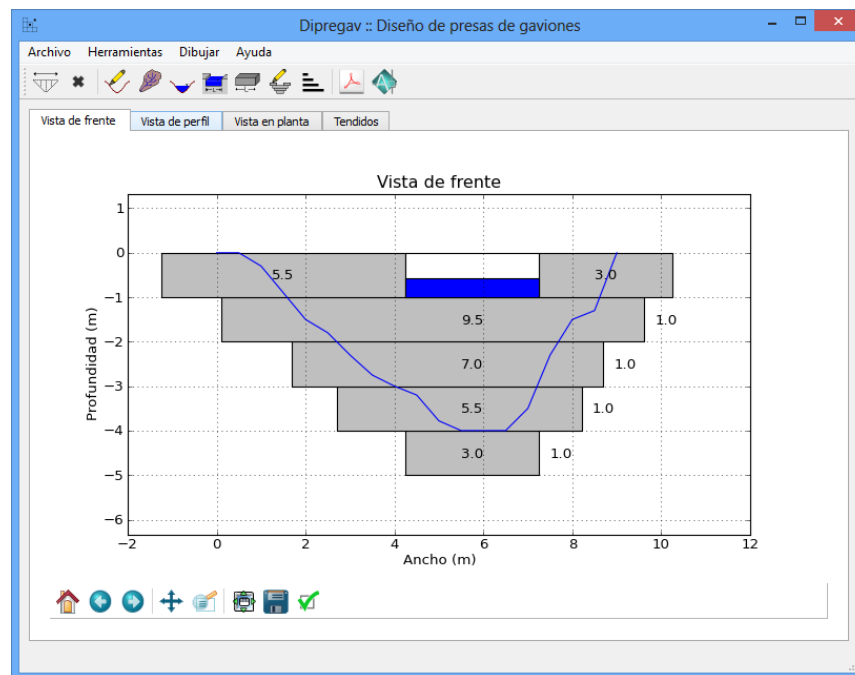 Dipregav :: Diseño de presas de gaviones
Archivo Herramientas Dibujar Ayuda
Vista de frente Vista de perfil Vista en planta Tendidos
Vista de frente
1
0
5.5 3.0
−1
9.5 1.0
−2
7.0 1.0
−3
5.5 1.0
−4
3.0 1.0
−5
−6
Profundidad (m)
−2 0 2 4 6 8 10 12
Ancho (m)